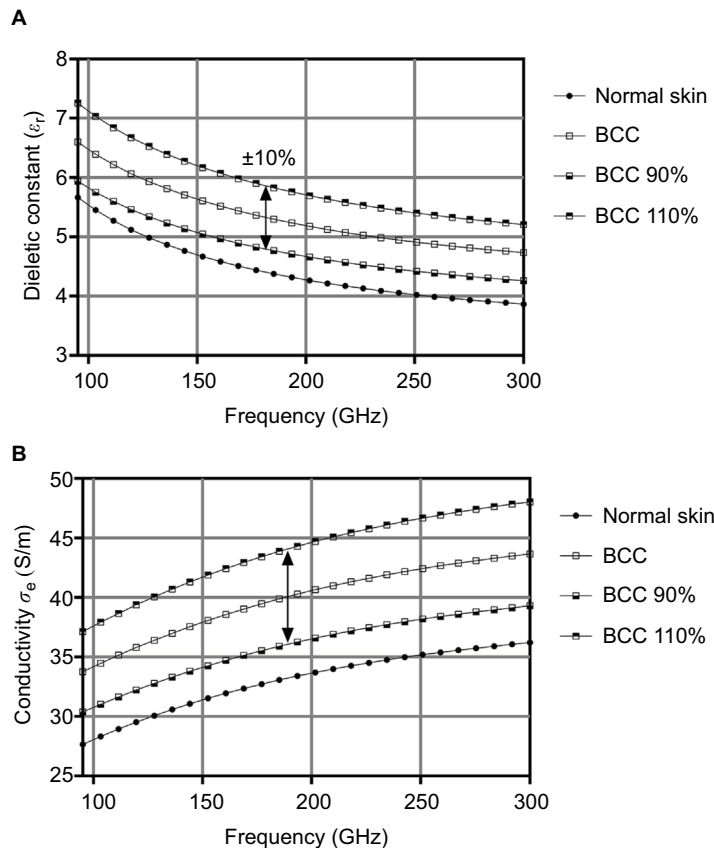 A
8
7
6
5
4
3
Dieletic constant (εr)
±10%
100 150 200 250 300
Frequency (GHz)
Normal skin
BCC
BCC 90%
BCC 110%
B
50
45
40
35
30
25
Conductivity σe (S/m)
100 150 200 250 300
Frequency (GHz)
Normal skin
BCC
BCC 90%
BCC 110%